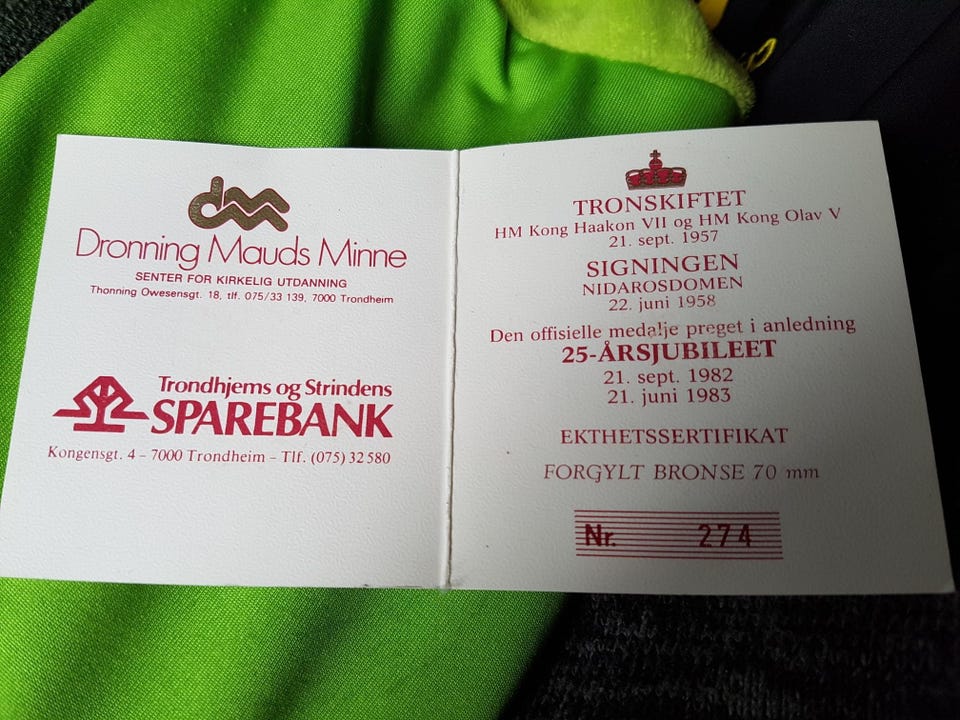 dm
Dronning Mauds Minne
SENTER FOR KIRKELIG UTDANNING
Thonning Owesensgt. 18, tlf. 075/33 139, 7000 Trondheim
Trondhjems og Strindens
SPAREBANK
Kongensgt. 4 – 7000 Trondheim – Tlf. (075) 32 580
TRONSKIFTET
HM Kong Haakon VII og HM Kong Olav V
21. sept. 1957
SIGNINGEN
NIDAROSDOMEN
22. juni 1958
Den offisielle medalje preget i anledning
25-ÅRSJUBILEET
21. sept. 1982
21. juni 1983
EKTHETSSERTIFIKAT
FORGYLT BRONSE 70 mm
Nr. 274